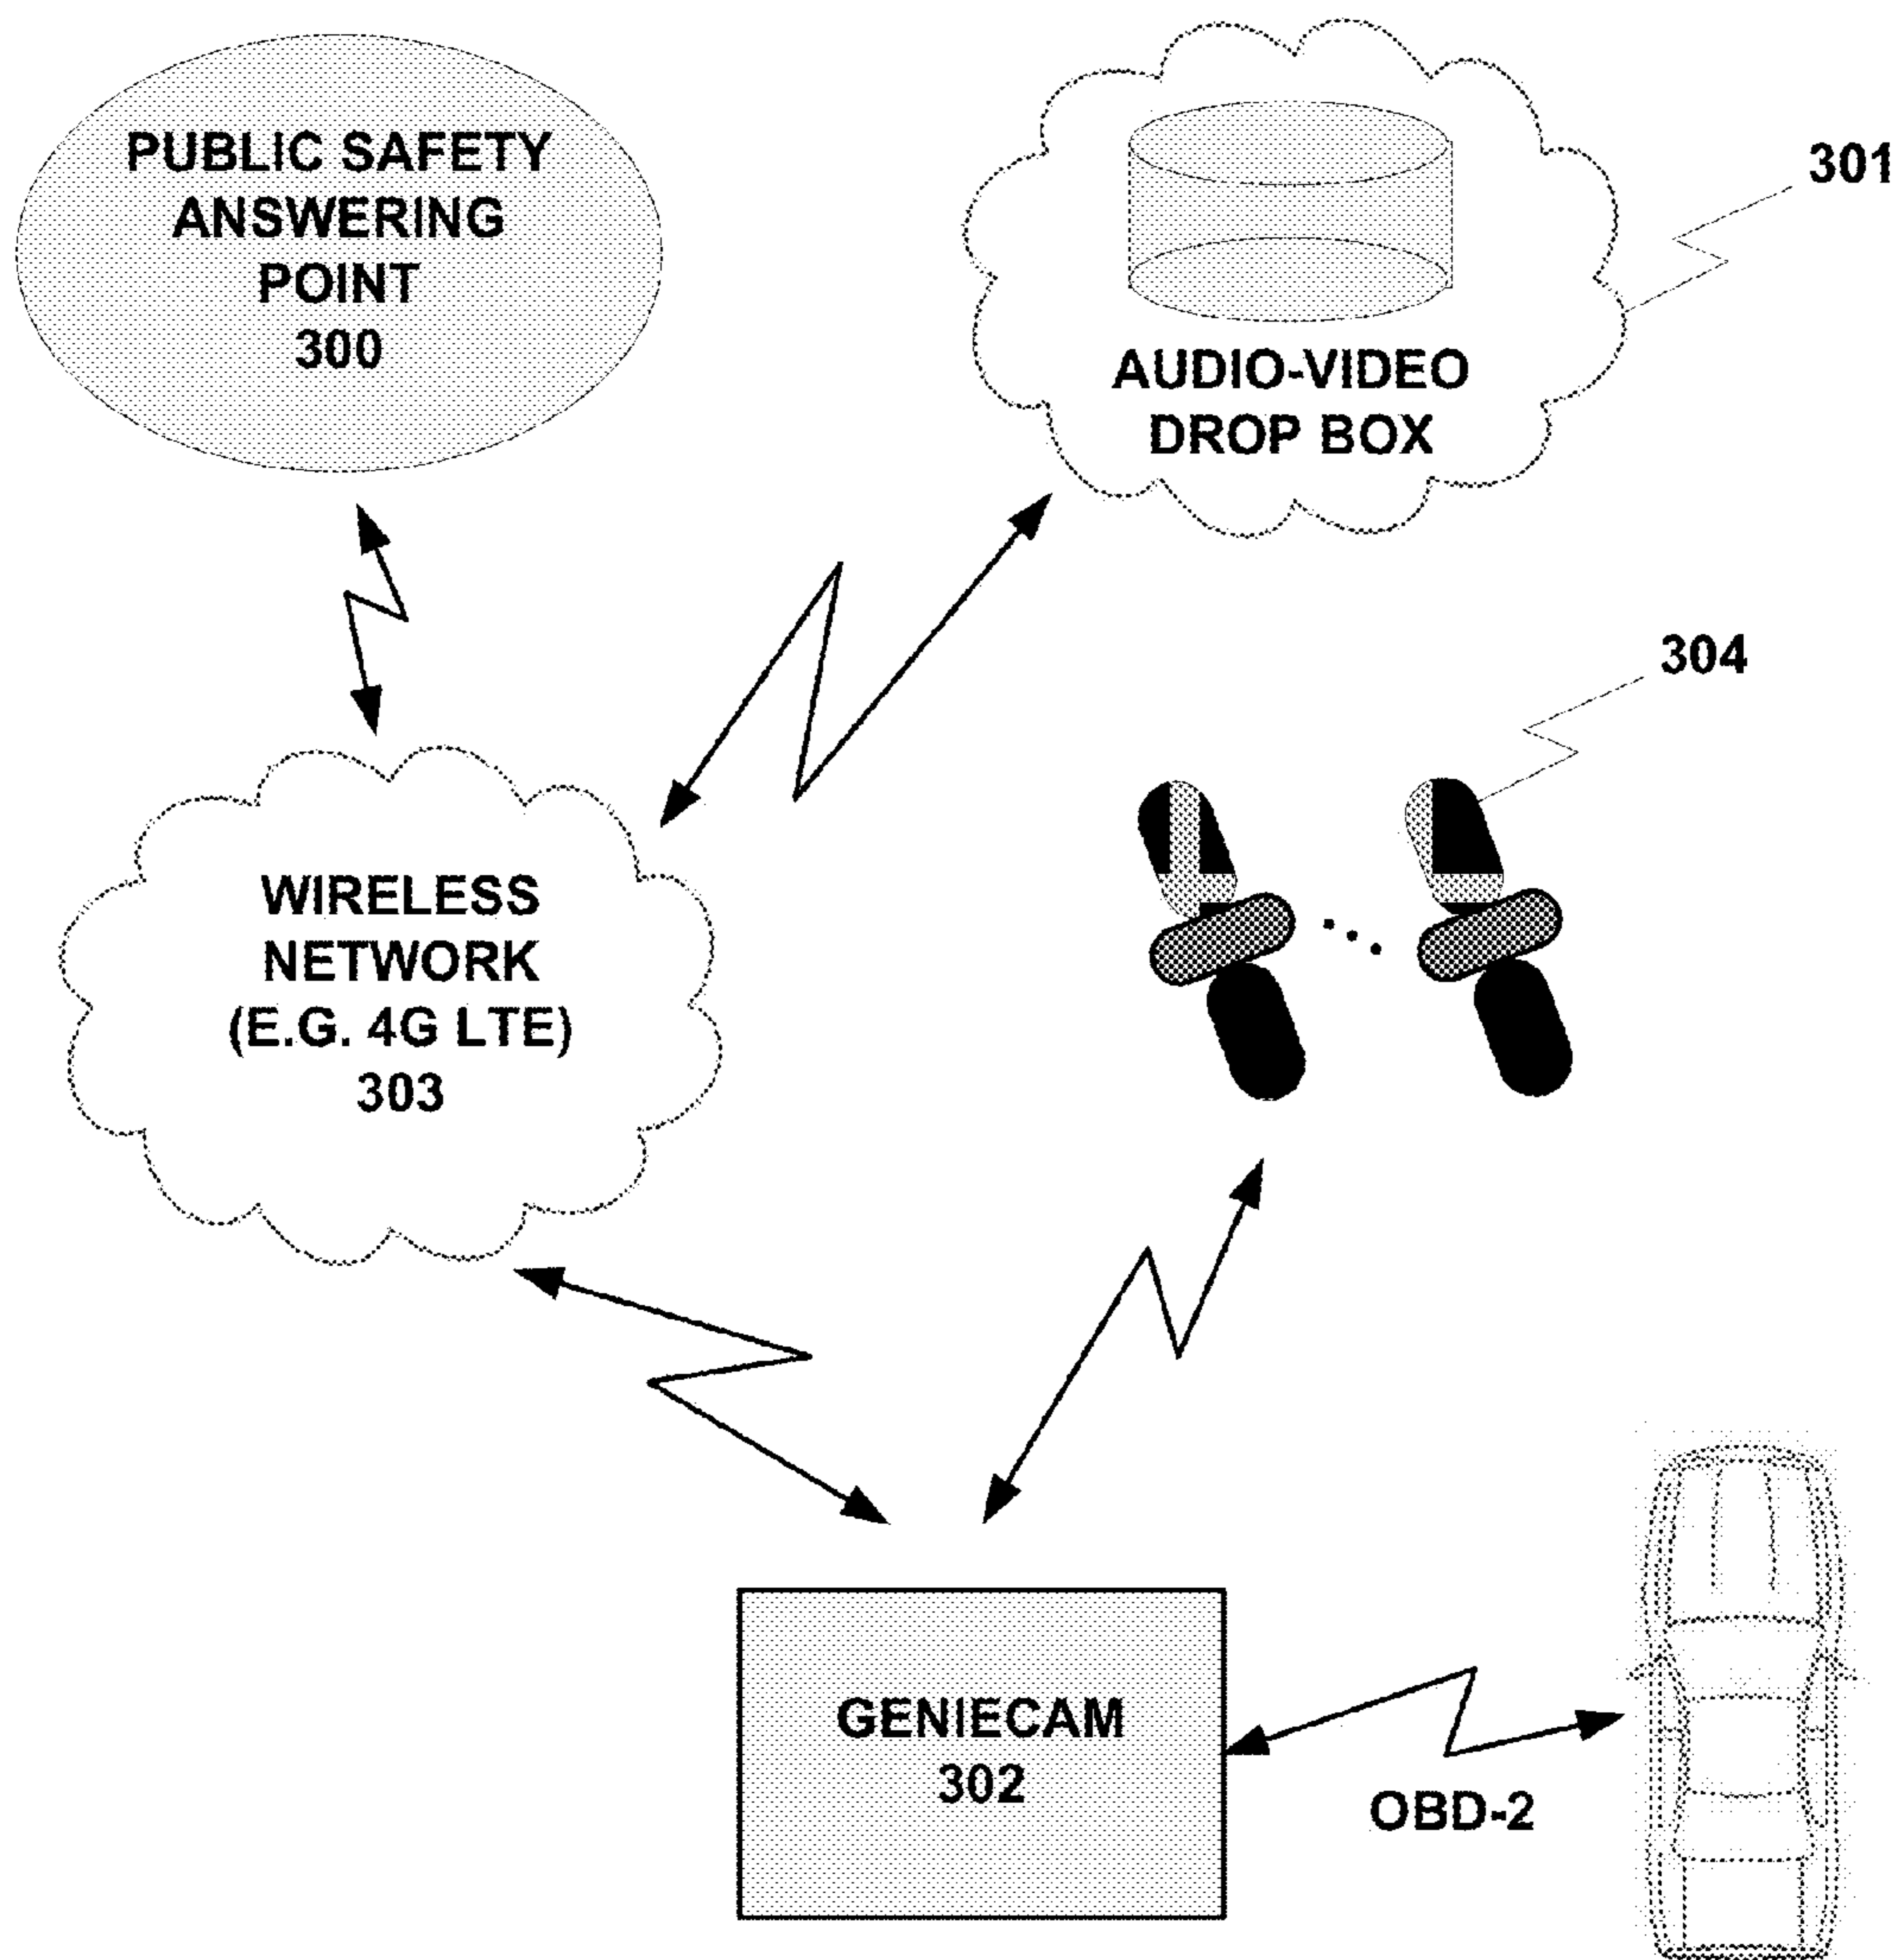 PUBLIC SAFETY
ANSWERING
POINT
300
301
AUDIO-VIDEO
DROP BOX
304
WIRELESS
NETWORK
(E.G. 4G LTE)
303
GENIECAM
302
OBD-2